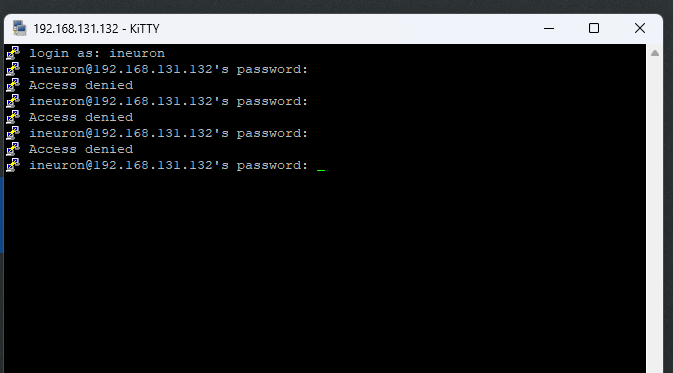 192.168.131.132 - KiTTY
login as: ineuron
ineuron@192.168.131.132's password:
Access denied
ineuron@192.168.131.132's password:
Access denied
ineuron@192.168.131.132's password:
Access denied
ineuron@192.168.131.132's password: _